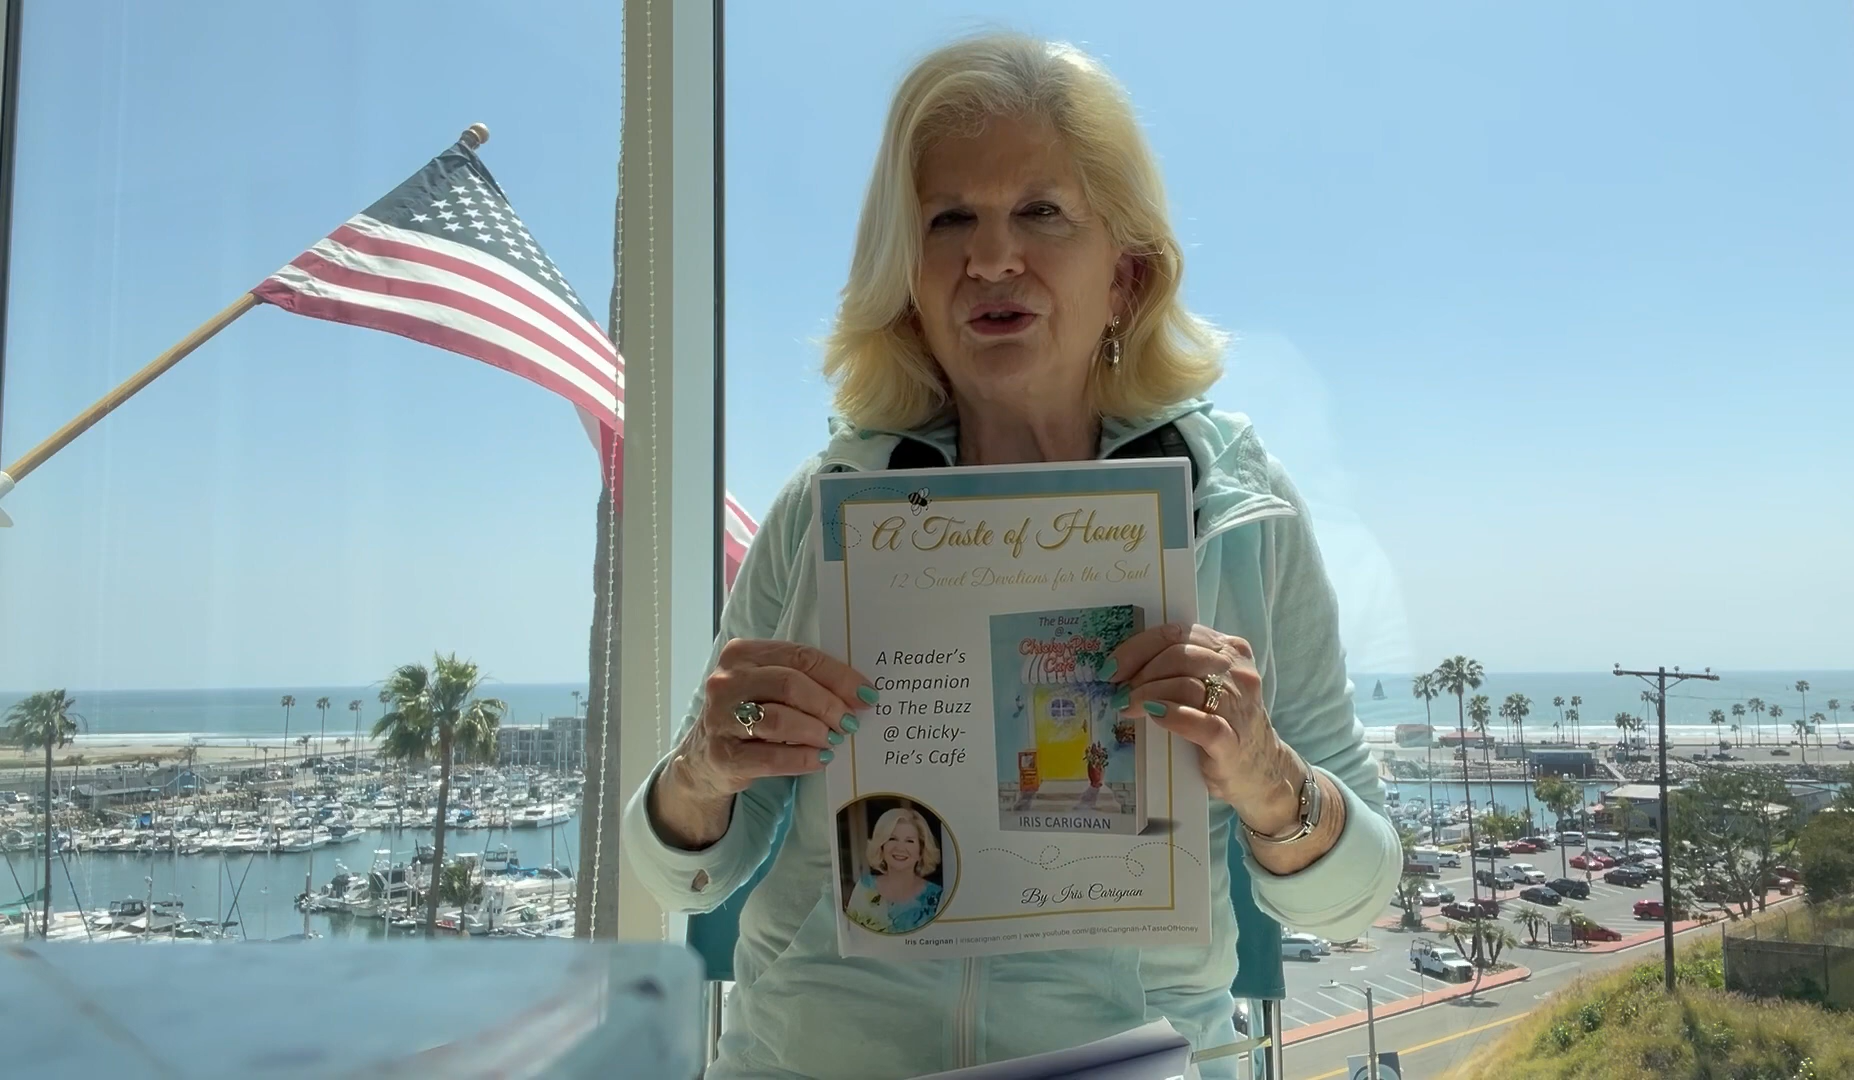 A Taste of Honey
12 Sweet Devotions for the Soul
A Reader's
Companion
to The Buzz
@ Chicky-
Pie's Café
The Buzz
@
Chicky-Pie's
Café
IRIS CARIGNAN
By Iris Carignan
Iris Carignan | iriscarignan.com | www.youtube.com/@IrisCarignan-ATasteOfHoney